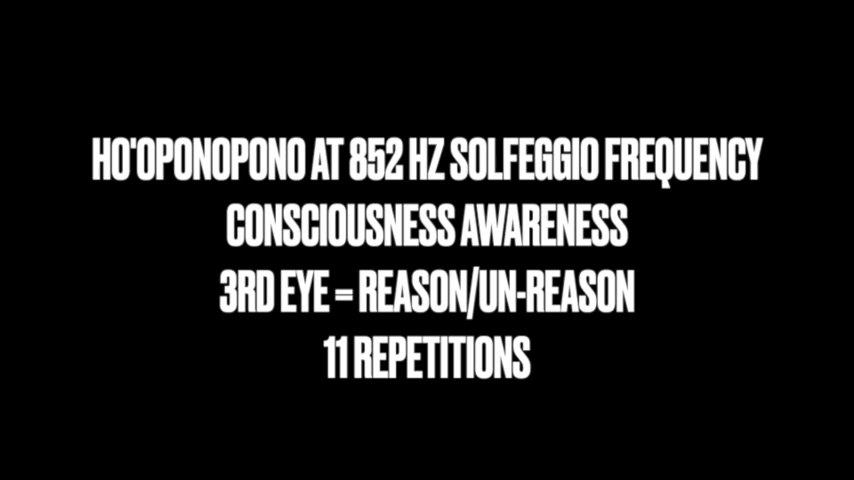 HO'OPONOPONO AT 852 HZ SOLFEGGIO FREQUENCY
CONSCIOUSNESS AWARENESS
3RD EYE = REASON/UN-REASON
11 REPETITIONS